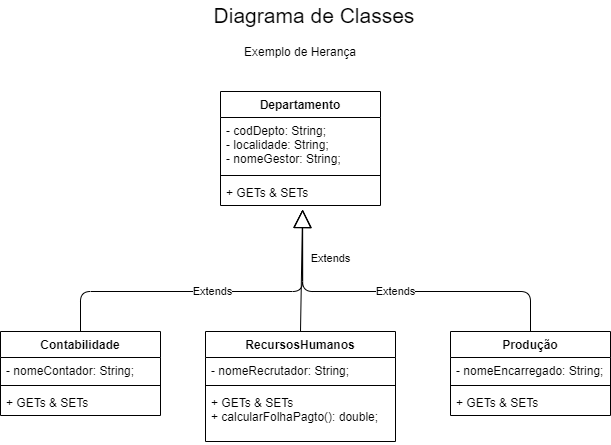 Diagrama de Classes
Exemplo de Herança
Departamento
- codDepto: String;
- localidade: String;
- nomeGestor: String;
+ GETs & SETs
Extends
Extends
Extends
Contabilidade
- nomeContador: String;
+ GETs & SETs
RecursosHumanos
- nomeRecrutador: String;
+ GETs & SETs
+ calcularFolhaPagto(): double;
Produção
- nomeEncarregado: String;
+ GETs & SETs